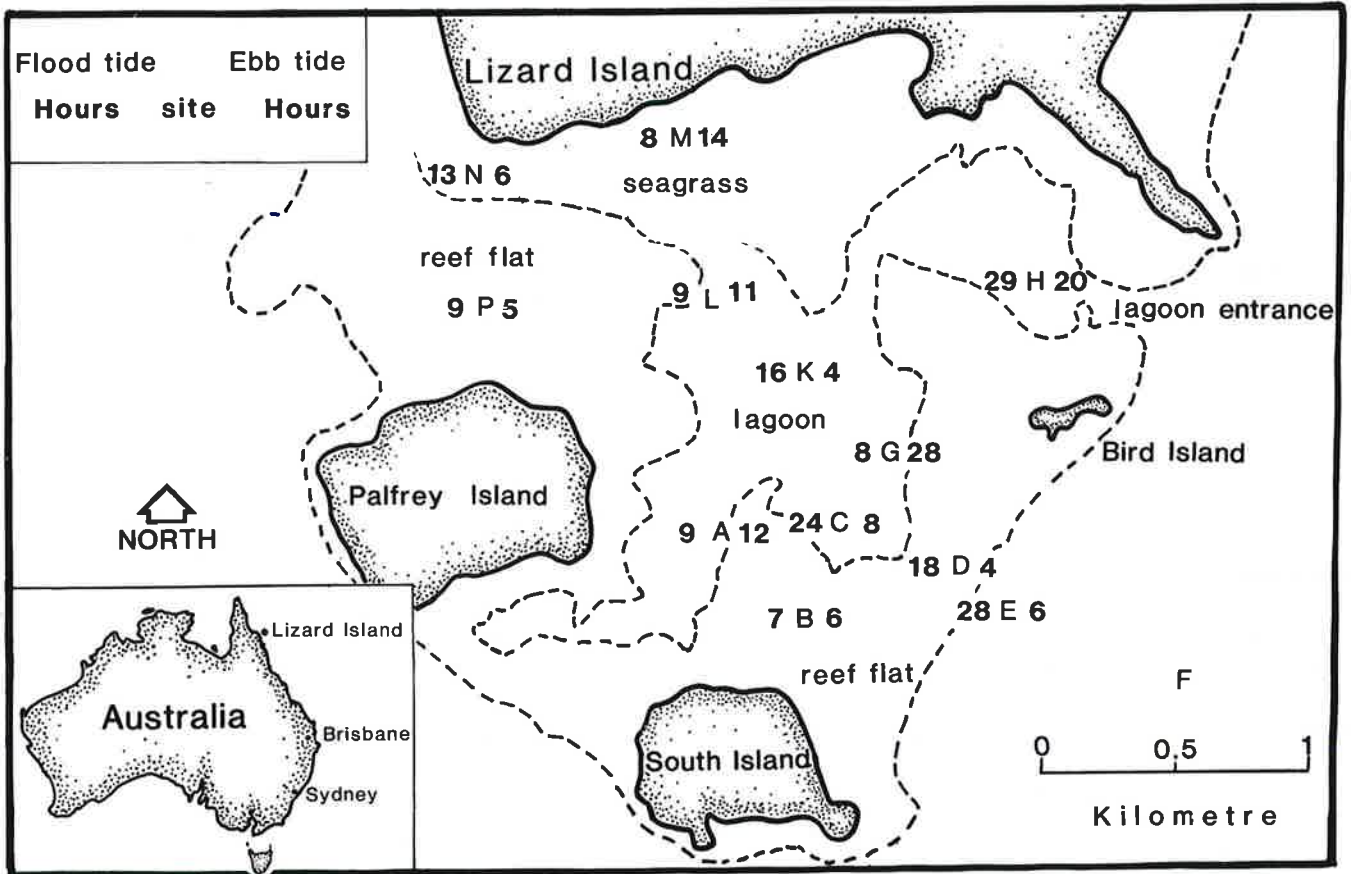 Flood tide Ebb tide
Hours site Hours
Lizard Island
8 M 14
13 N 6
seagrass
reef flat
9 P 5
9 L 11
29 H 20
lagoon entrance
16 K 4
lagoon
8 G 28
Bird Island
Palfrey Island
NORTH
9 A 12
24 C 8
18 D 4
7 B 6
28 E 6
reef flat
F
South Island
0 0.5 1
Kilometre
Lizard Island
Australia
Brisbane
Sydney